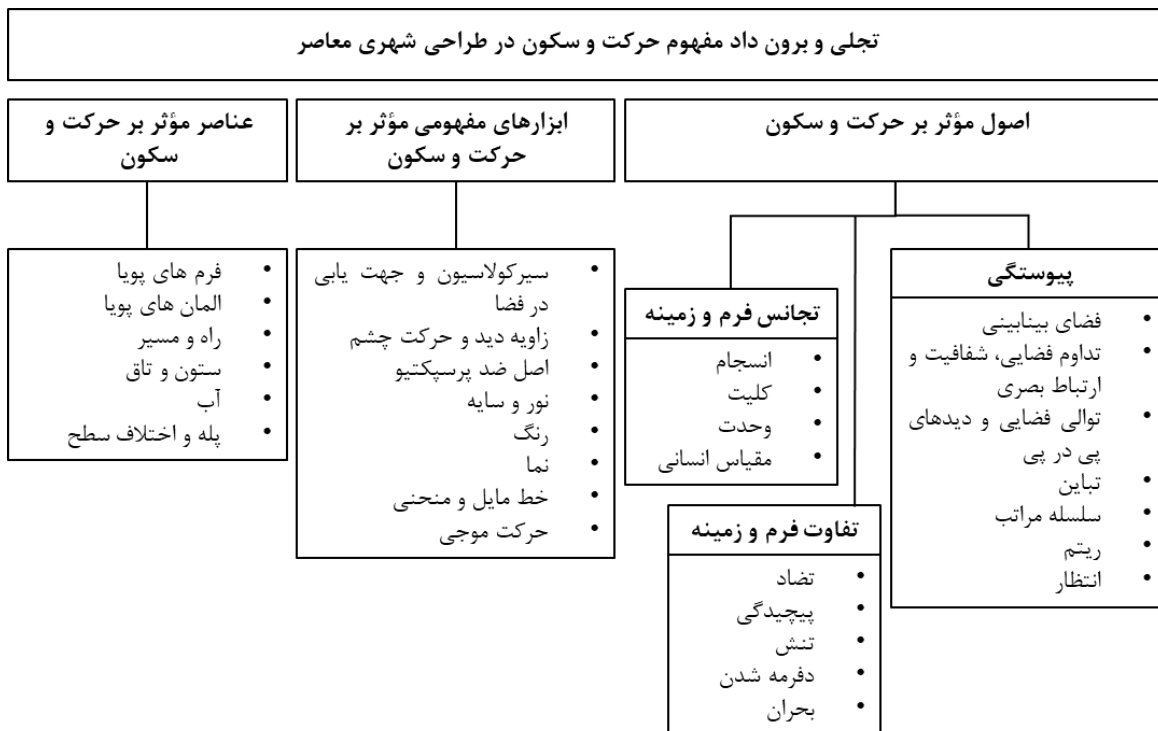 تجلی و برون داد مفهوم حرکت و سکون در طراحی شهری معاصر
اصول مؤثر بر حرکت و سکون
پیوستگی
• فضای بینابینی
• تداوم فضایی، شفافیت و
ارتباط بصری
• توالی فضایی و دیدهای
پی در پی
• تباین
• سلسله مراتب
• ریتم
• انتظار
تجانس فرم و زمینه
• انسجام
• کلیت
• وحدت
• مقیاس انسانی
تفاوت فرم و زمینه
• تضاد
• پیچیدگی
• تنش
• دفرمه شدن
• بحران
ابزارهای مفهومی مؤثر بر
حرکت و سکون
• سیرکولاسیون و جهت یابی
در فضا
• زاویه دید و حرکت چشم
• اصل ضد پرسپکتیو
• نور و سایه
• رنگ
• نما
• خط مایل و منحنی
• حرکت موجی
عناصر مؤثر بر حرکت و
سکون
• فرم های پویا
• المان های پویا
• راه و مسیر
• ستون و تاق
• آب
• پله و اختلاف سطح